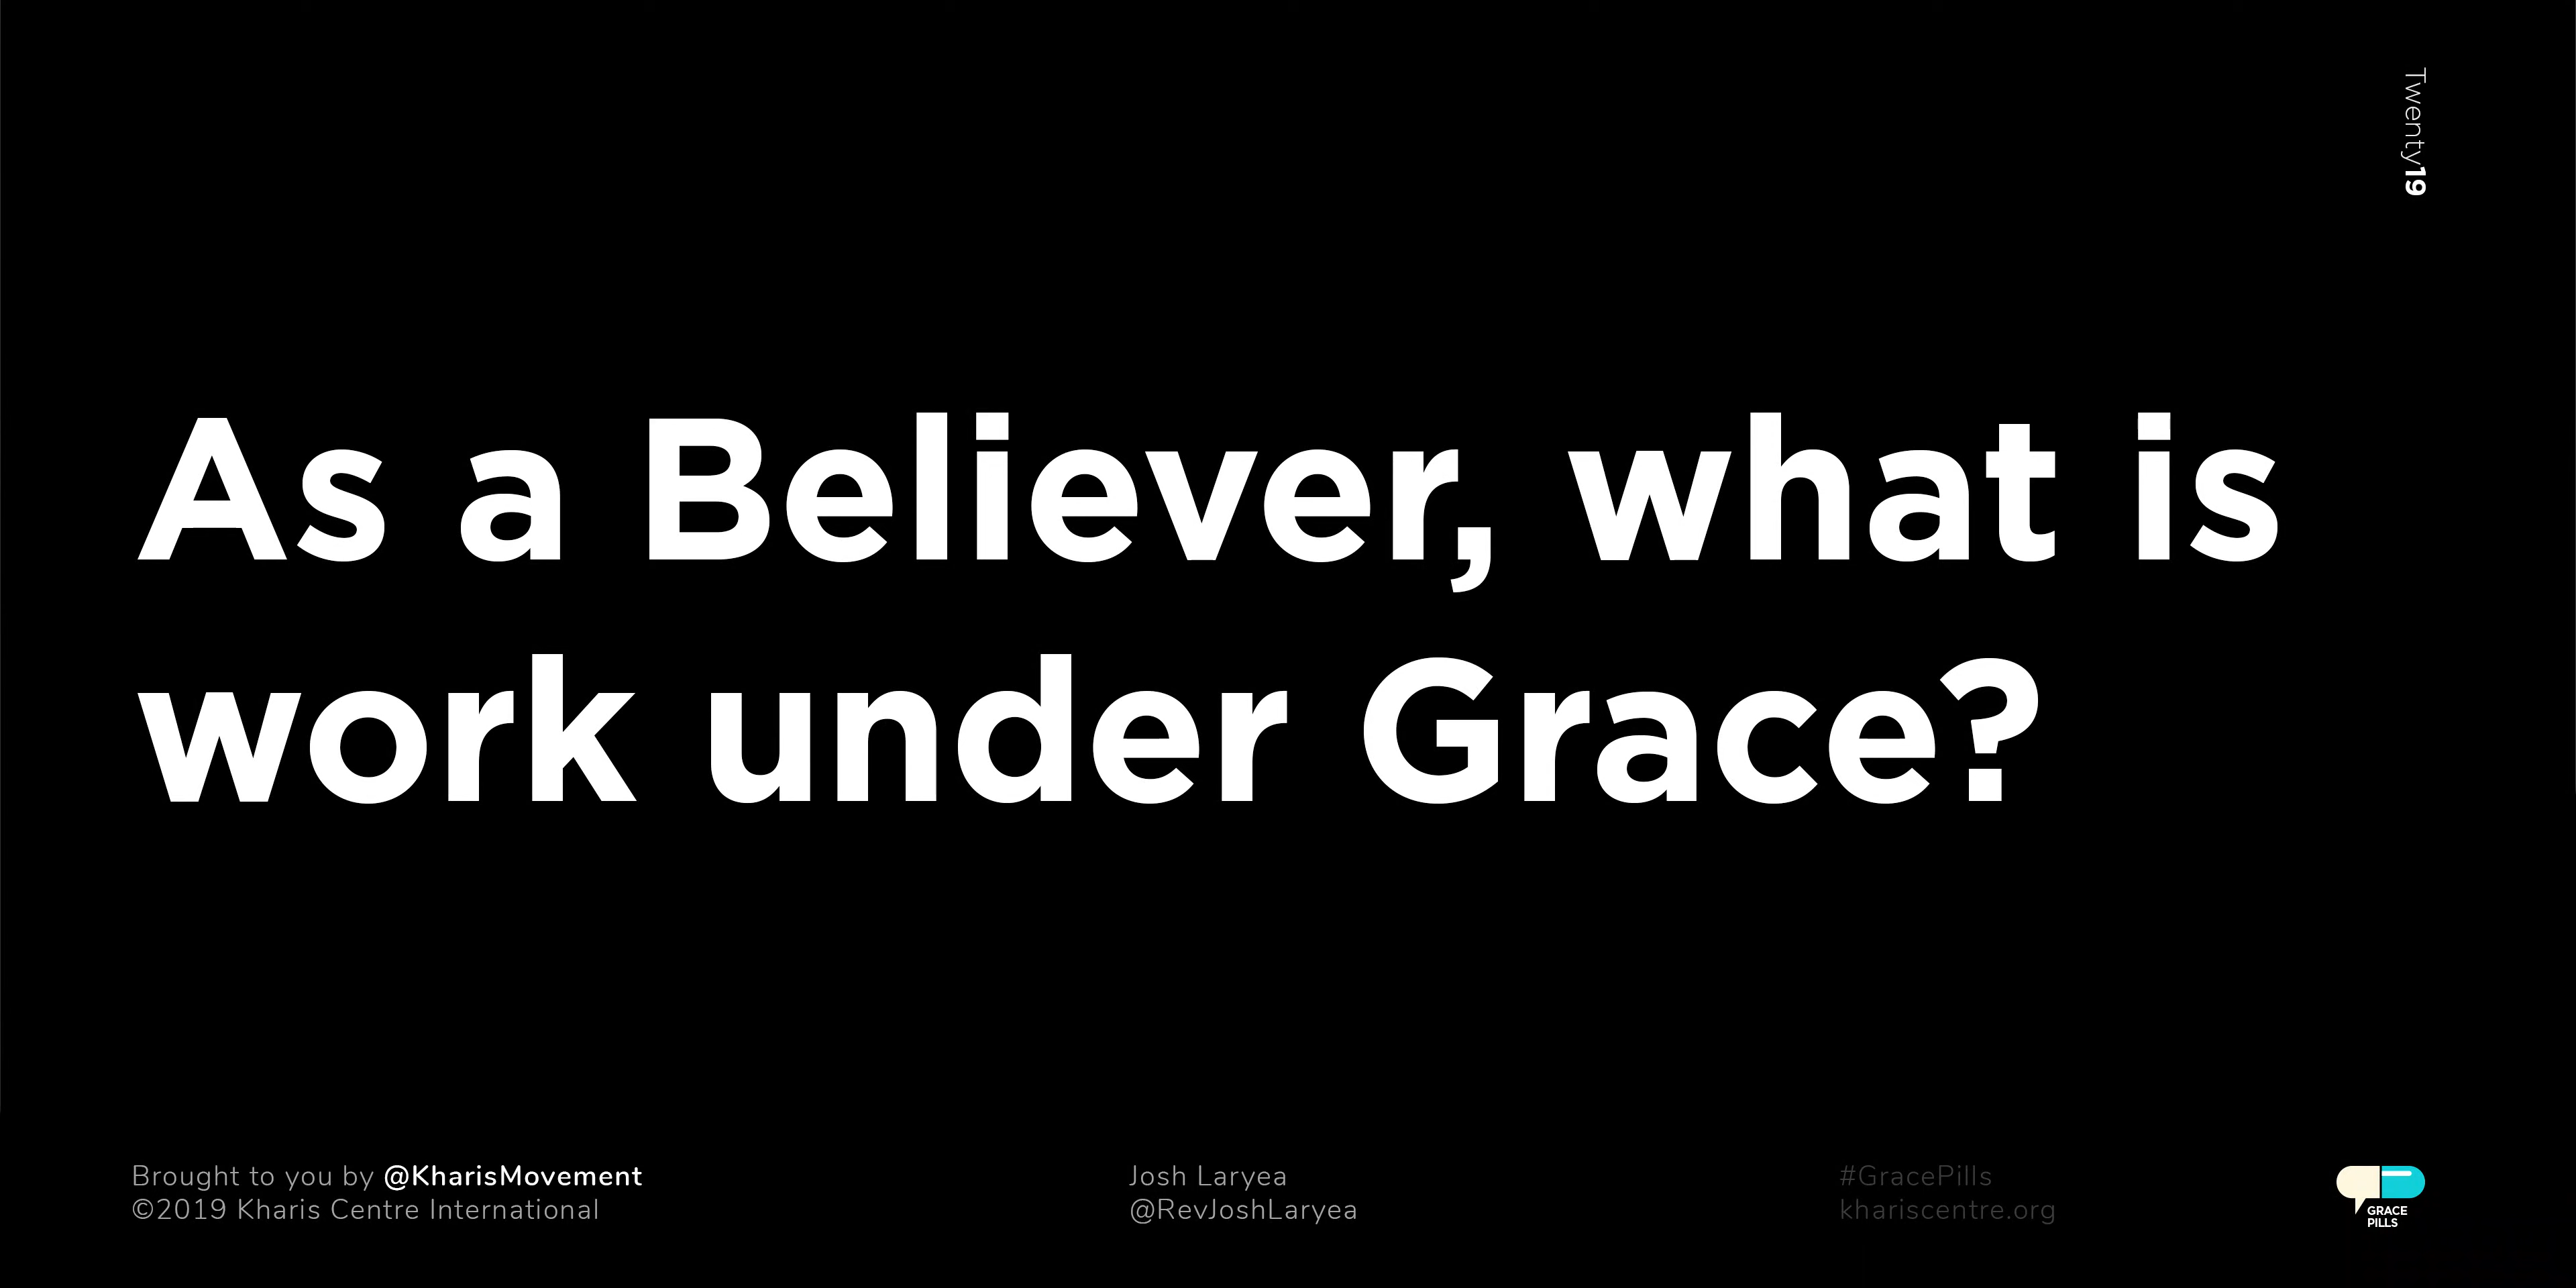 Twenty19
As a Believer, what is
work under Grace?
Brought to you by @KharisMovement
©2019 Kharis Centre International
Josh Laryea
@RevJoshLaryea
#GracePills
khariscentre.org
GRACE
PILLS